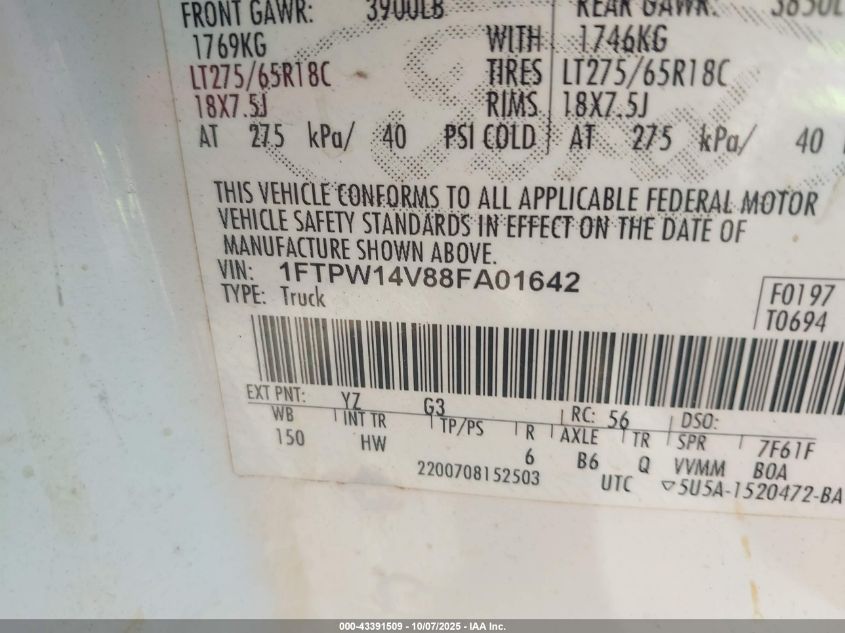 FRONT GAWR: 3900LB REAR GAWR: 3850L
1769KG WITH 1746KG
LT275/65R18C TIRES LT275/65R18C
18X7.5J RIMS 18X7.5J
AT 275 kPa/ 40 PSI COLD AT 275 kPa/ 40
THIS VEHICLE CONFORMS TO ALL APPLICABLE FEDERAL MOTOR
VEHICLE SAFETY STANDARDS IN EFFECT ON THE DATE OF
MANUFACTURE SHOWN ABOVE.
VIN: 1FTPW14V88FA01642
TYPE: Truck F0197
T0694
EXT PNT: YZ G3 RC: 56 DSO:
WB INT TR TP/PS R AXLE TR SPR 7F61F
150 HW 6 B6 Q VVMM B0A
2200708152503 UTC ▽5U5A-1520472-BA
000-43391509 - 10/07/2025 - IAA Inc.